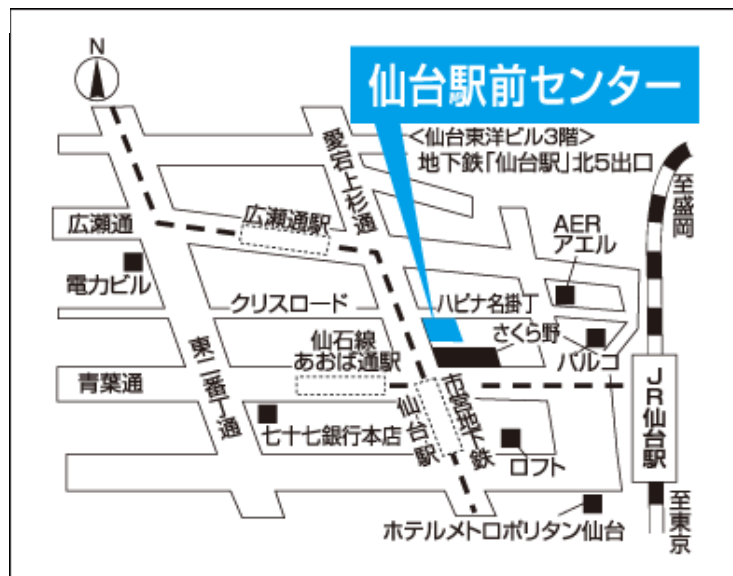 N
仙台駅前センター
<仙台東洋ビル3階>
地下鉄「仙台駅」北5出口
愛宕上杉通
至盛岡
広瀬通
広瀬通駅
AER
アエル
電力ビル
クリスロード
ハピナ名掛丁
さくら野
仙石線
あおば通駅
パルコ
東二番丁通
青葉通
市営地下鉄
仙台駅
JR仙台駅
七十七銀行本店
ロフト
ホテルメトロポリタン仙台
至東京